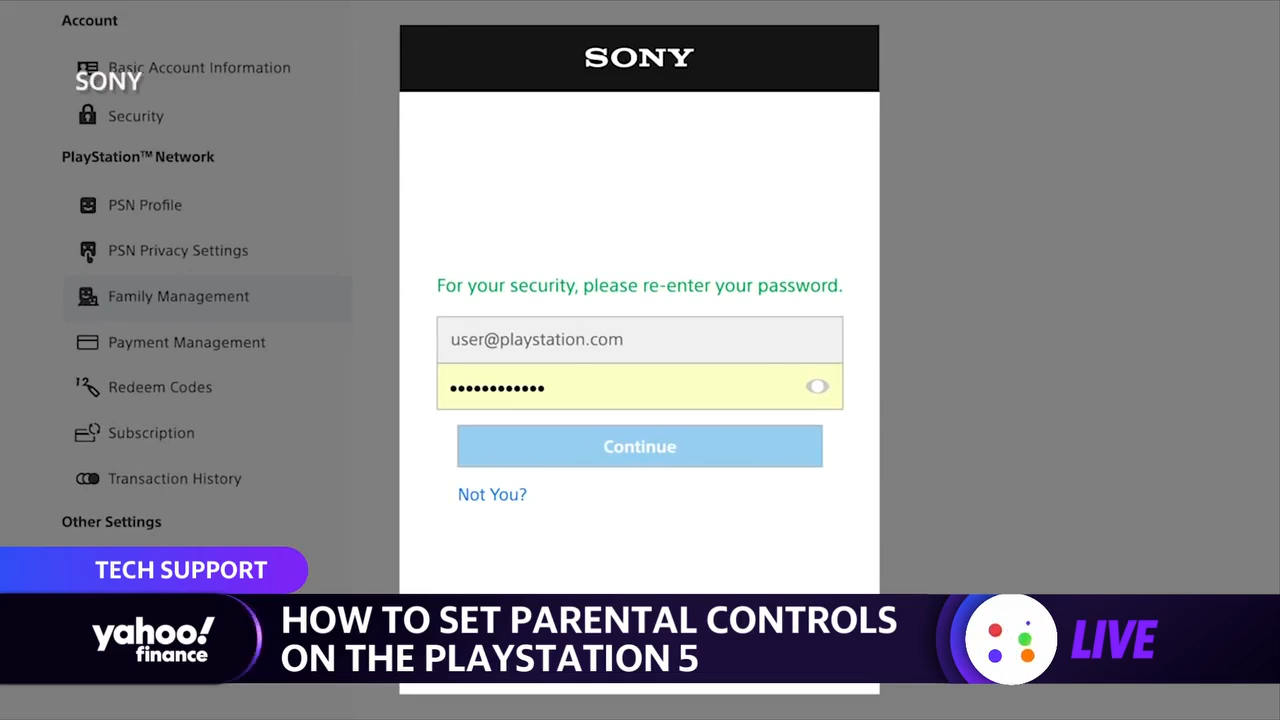 Account
Basic Account Information
SONY
Security
PlayStation™ Network
PSN Profile
PSN Privacy Settings
Family Management
Payment Management
Redeem Codes
Subscription
Transaction History
Other Settings
SONY
For your security, please re-enter your password.
user@playstation.com
••••••••••••
Continue
Not You?
TECH SUPPORT
yahoo!
finance
HOW TO SET PARENTAL CONTROLS
ON THE PLAYSTATION 5
LIVE